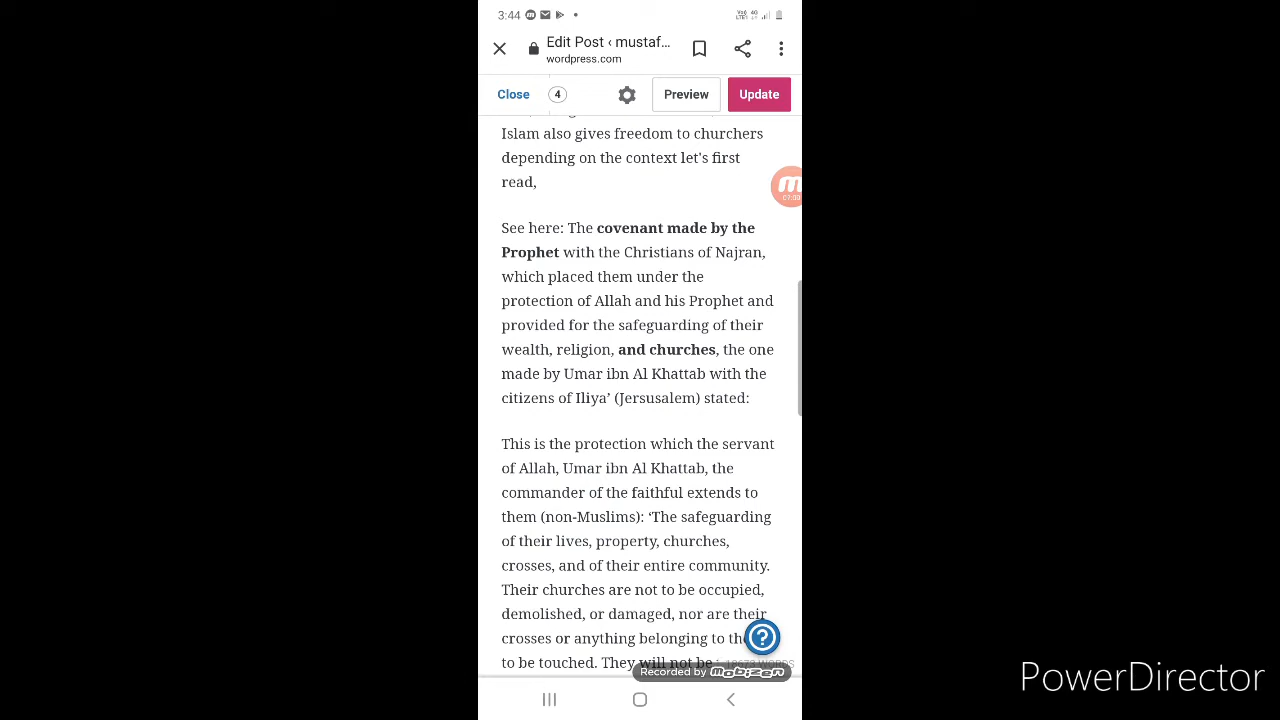 3:44
VoLTE1 4G
Edit Post ‹ mustaf...
wordpress.com
Close 4 Preview Update
Islam also gives freedom to churchers
depending on the context let's first
read,
07:00
See here: The covenant made by the
Prophet with the Christians of Najran,
which placed them under the
protection of Allah and his Prophet and
provided for the safeguarding of their
wealth, religion, and churches, the one
made by Umar ibn Al Khattab with the
citizens of Iliya’ (Jersusalem) stated:
This is the protection which the servant
of Allah, Umar ibn Al Khattab, the
commander of the faithful extends to
them (non-Muslims): ‘The safeguarding
of their lives, property, churches,
crosses, and of their entire community.
Their churches are not to be occupied,
demolished, or damaged, nor are their
crosses or anything belonging to
to be touched. They will not be
WORDS
Recorded by mobizen
PowerDirector